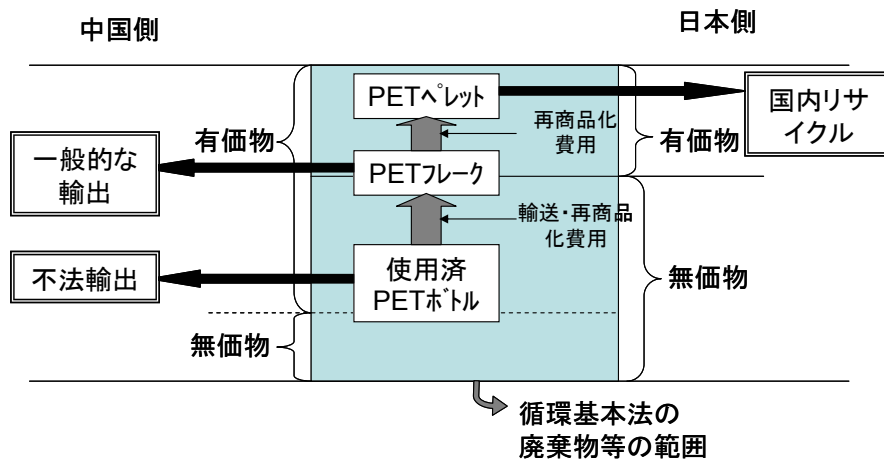 中国側
日本側
PETペレット
国内リサ
イクル
再商品化
費用
有価物
有価物
一般的な
輸出
PETフレーク
輸送・再商品
化費用
不法輸出
使用済
PETボトル
無価物
無価物
循環基本法の
廃棄物等の範囲